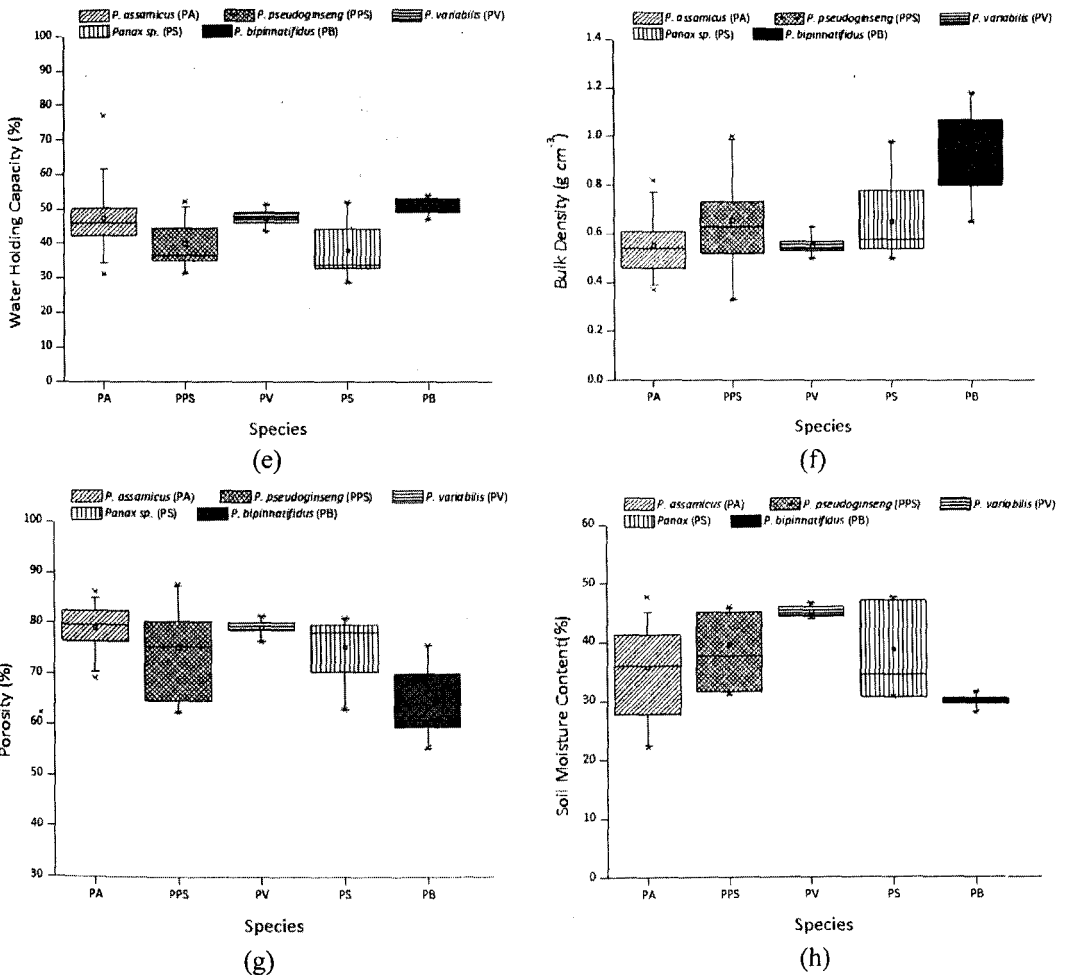 P. assamicus (PA) P. pseudoginseng (PPS) P. variabilis (PV)
Panax sp. (PS) P. bipinnatifidus (PB)
100
90
80
70
60
50
40
30
20
10
0
Water Holding Capacity (%)
PA PPS PV PS PB
Species
(e)
P. assamicus (PA) P. pseudoginseng (PPS) P. variabilis (PV)
Panax sp. (PS) P. bipinnatifidus (PB)
1.4
1.2
1.0
0.8
0.6
0.4
0.2
0.0
Bulk Density (g cm-3)
PA PPS PV PS PB
Species
(f)
P. assamicus (PA) P. pseudoginseng (PPS) P. variabilis (PV)
Panax sp. (PS) P. bipinnatifidus (PB)
100
90
80
70
60
50
40
30
Porosity (%)
PA PPS PV PS PB
Species
(g)
P. assamicus (PA) P. pseudoginseng (PPS) P. variabilis (PV)
Panax (PS) P. bipinnatifidus (PB)
60
50
40
30
20
10
0
Soil Moisture Content(%)
PA PPS PV PS PB
Species
(h)